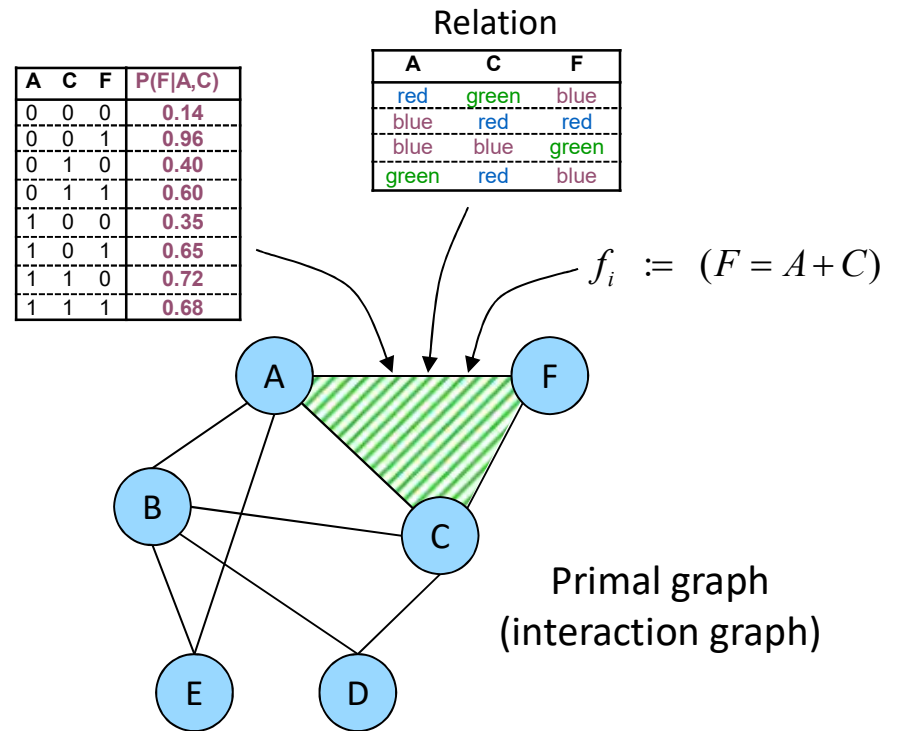 Relation
A C F P(F|A,C)
0 0 0 0.14
0 0 1 0.96
0 1 0 0.40
0 1 1 0.60
1 0 0 0.35
1 0 1 0.65
1 1 0 0.72
1 1 1 0.68
A C F
red green blue
blue red red
blue blue green
green red blue
f_i := (F = A + C)
A
F
B
C
E
D
Primal graph
(interaction graph)